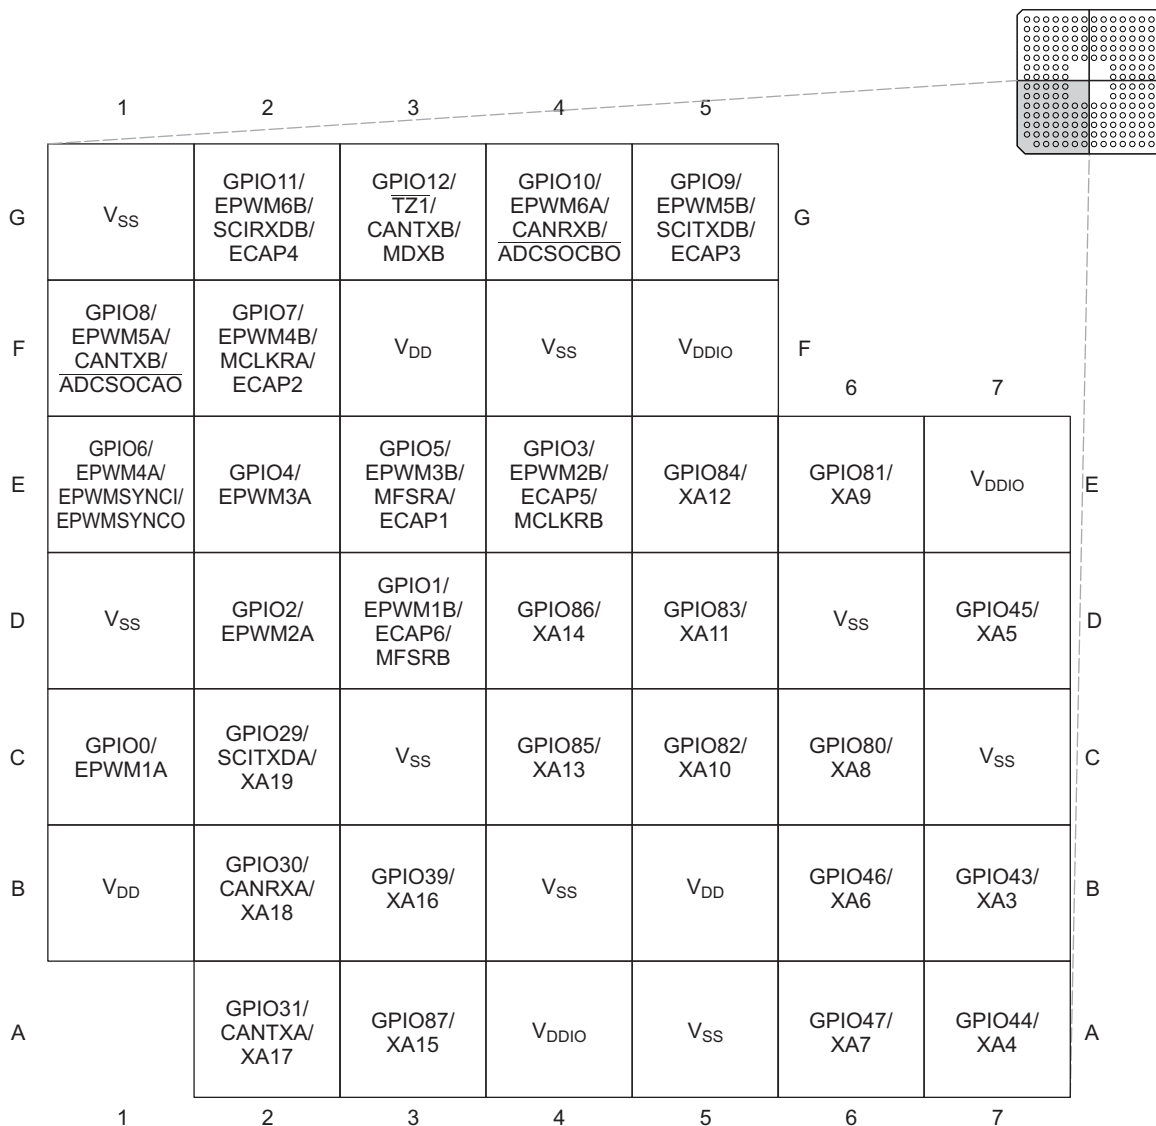 1 2 3 4 5
G
V_SS
GPIO11/
EPWM6B/
SCIRXDB/
ECAP4
GPIO12/
TZ1/
CANTXB/
MDXB
GPIO10/
EPWM6A/
CANRXB/
ADCSOCBO
GPIO9/
EPWM5B/
SCITXDB/
ECAP3
G
F
GPIO8/
EPWM5A/
CANTXB/
ADCSOCAO
GPIO7/
EPWM4B/
MCLKRA/
ECAP2
V_DD
V_SS
V_DDIO
F
6 7
E
GPIO6/
EPWM4A/
EPWMSYNCI/
EPWMSYNCO
GPIO4/
EPWM3A
GPIO5/
EPWM3B/
MFSRA/
ECAP1
GPIO3/
EPWM2B/
ECAP5/
MCLKRB
GPIO84/
XA12
GPIO81/
XA9
V_DDIO
E
D
V_SS
GPIO2/
EPWM2A
GPIO1/
EPWM1B/
ECAP6/
MFSRB
GPIO86/
XA14
GPIO83/
XA11
V_SS
GPIO45/
XA5
D
C
GPIO0/
EPWM1A
GPIO29/
SCITXDA/
XA19
V_SS
GPIO85/
XA13
GPIO82/
XA10
GPIO80/
XA8
V_SS
C
B
V_DD
GPIO30/
CANRXA/
XA18
GPIO39/
XA16
V_SS
V_DD
GPIO46/
XA6
GPIO43/
XA3
B
A
GPIO31/
CANTXA/
XA17
GPIO87/
XA15
V_DDIO
V_SS
GPIO47/
XA7
GPIO44/
XA4
A
1 2 3 4 5 6 7